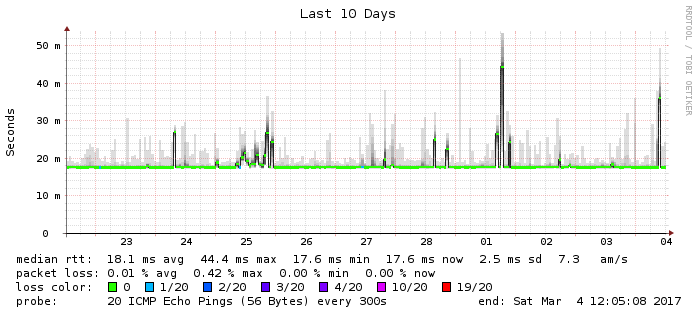 Last 10 Days
RRDTOOL / TOBI OETIKER
Seconds
50 m
40 m
30 m
20 m
10 m
0
23 24 25 26 27 28 01 02 03 04
median rtt: 18.1 ms avg 44.4 ms max 17.6 ms min 17.6 ms now 2.5 ms sd 7.3 am/s
packet loss: 0.01 % avg 0.42 % max 0.00 % min 0.00 % now
loss color: 0 1/20 2/20 3/20 4/20 10/20 19/20
probe: 20 ICMP Echo Pings (56 Bytes) every 300s end: Sat Mar 4 12:05:08 2017